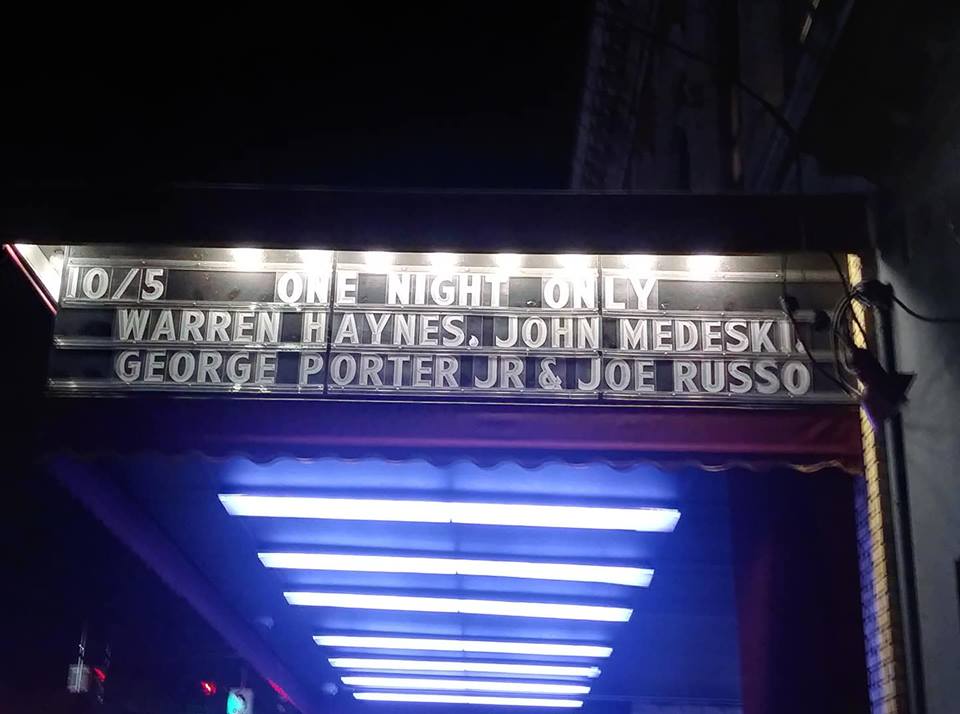 10/5 ONE NIGHT ONLY
WARREN HAYNES, JOHN MEDESKI,
GEORGE PORTER JR & JOE RUSSO